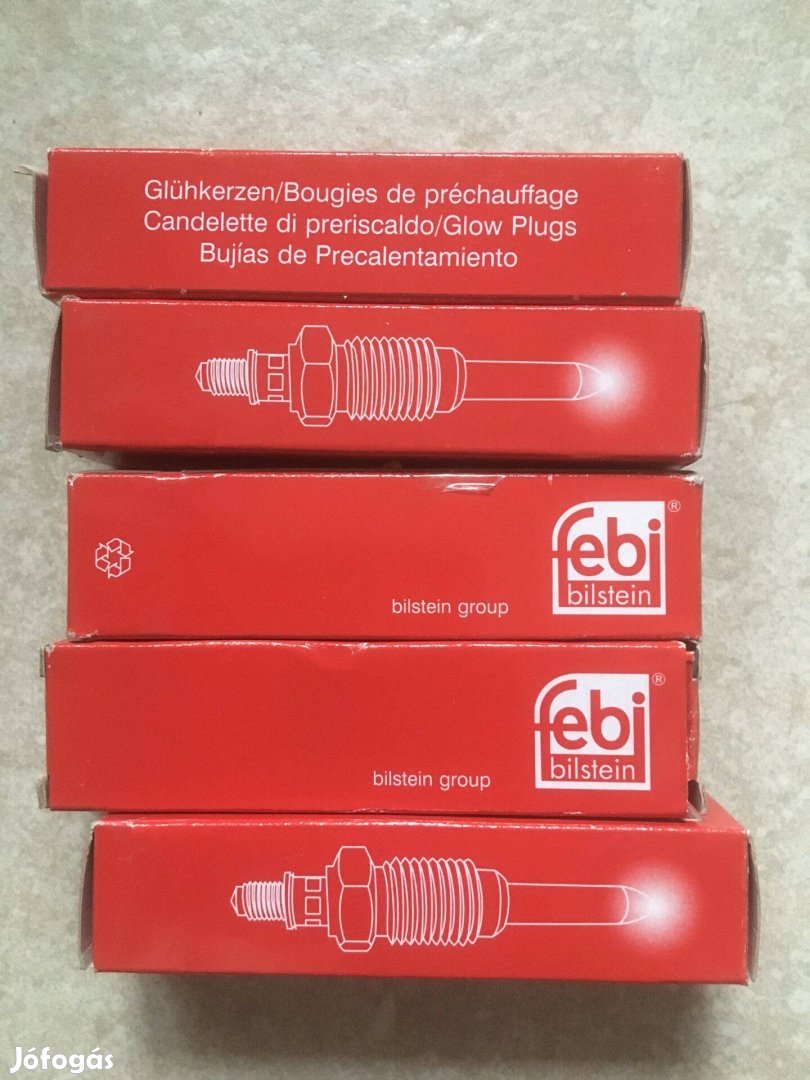 Glühkerzen/Bougies de préchauffage
Candelette di preriscaldo/Glow Plugs
Bujías de Precalentamiento
febi®
bilstein
bilstein group
febi®
bilstein
bilstein group
Jófogás